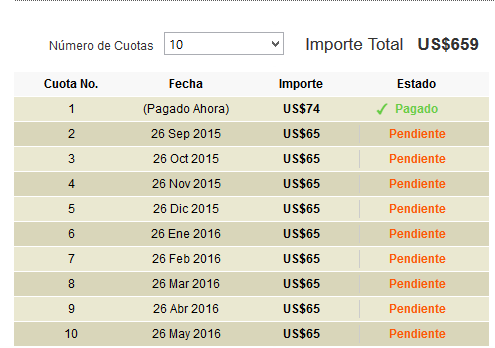 Número de Cuotas 10 Importe Total US$659
Cuota No. Fecha Importe Estado
1 (Pagado Ahora) US$74 Pagado
2 26 Sep 2015 US$65 Pendiente
3 26 Oct 2015 US$65 Pendiente
4 26 Nov 2015 US$65 Pendiente
5 26 Dic 2015 US$65 Pendiente
6 26 Ene 2016 US$65 Pendiente
7 26 Feb 2016 US$65 Pendiente
8 26 Mar 2016 US$65 Pendiente
9 26 Abr 2016 US$65 Pendiente
10 26 May 2016 US$65 Pendiente